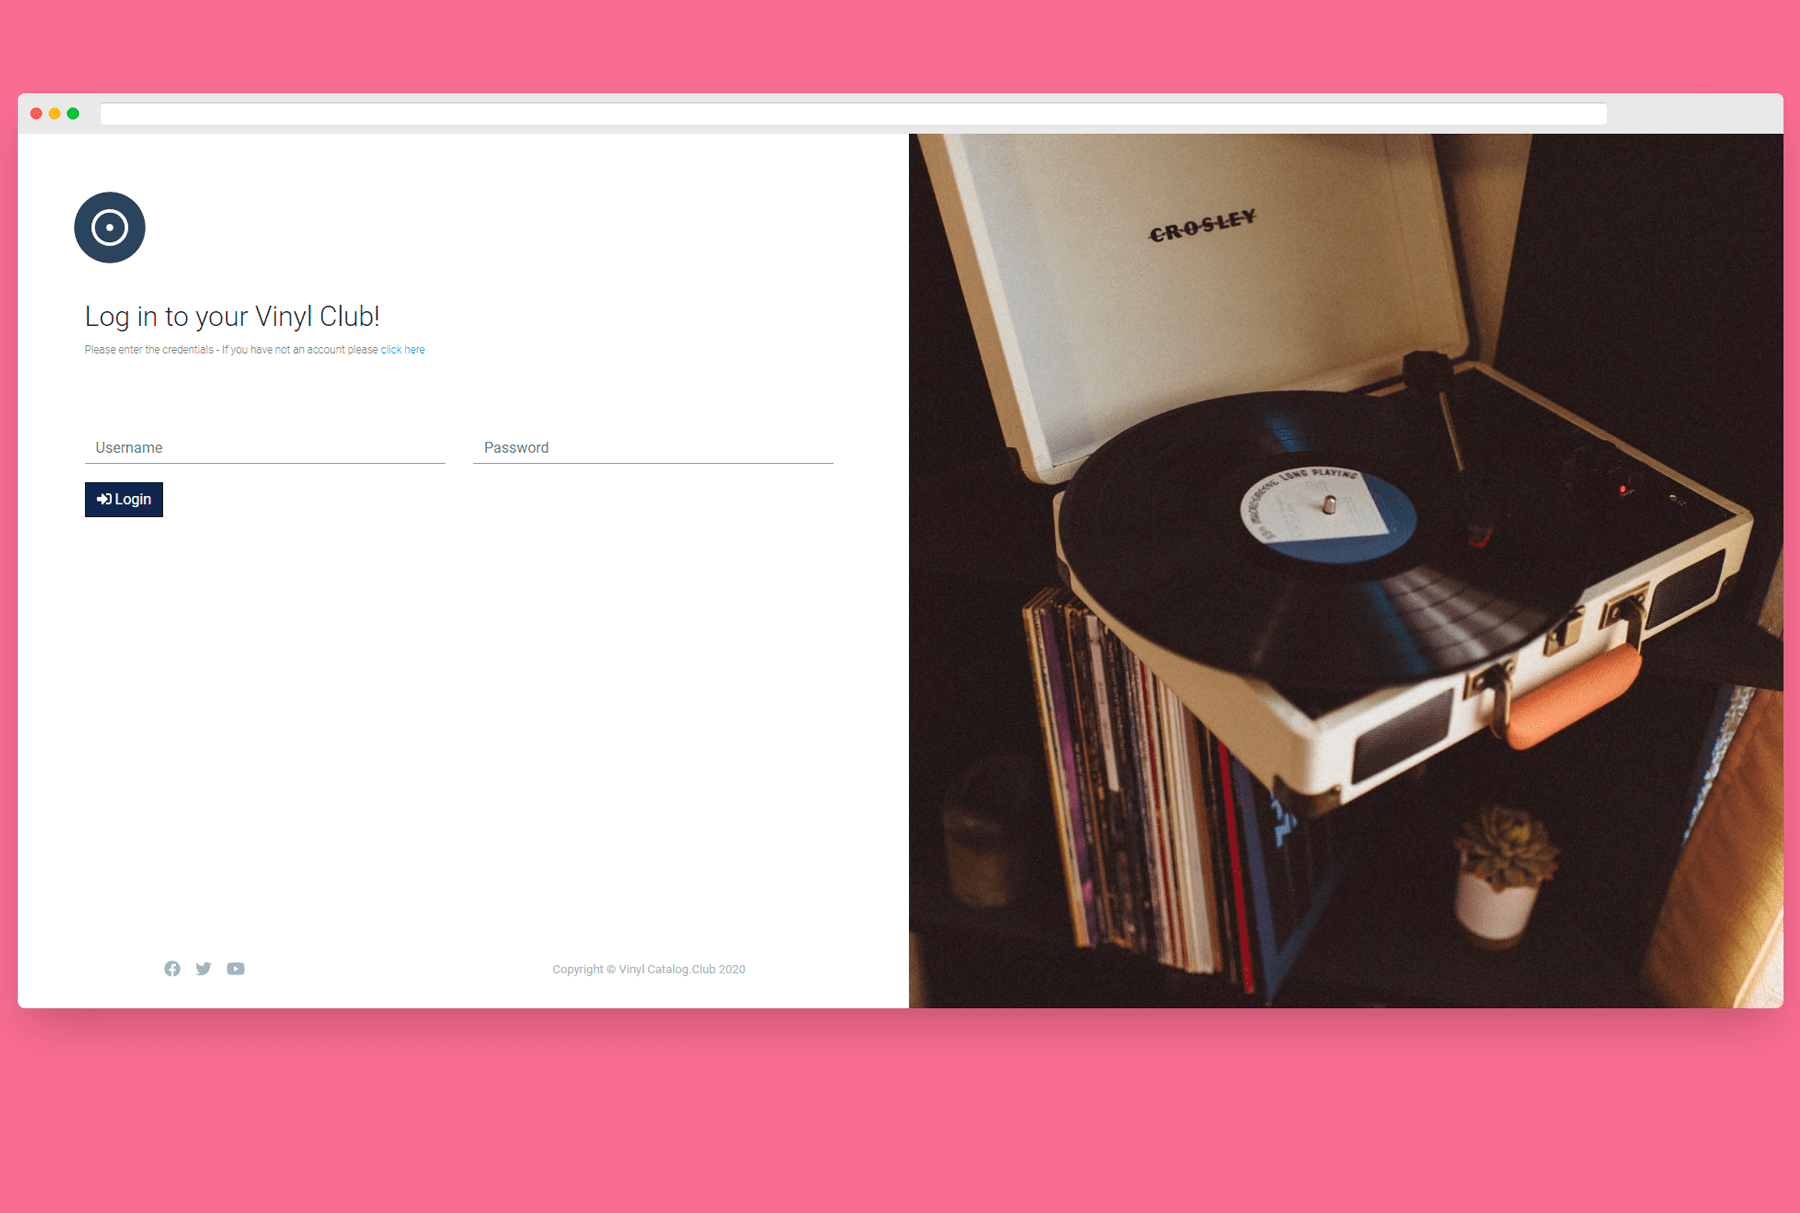 CROSLEY
Log in to your Vinyl Club!
Please enter the credentials - If you have not an account please click here
Username
Password
LONG PLAYING
Login
Copyright © Vinyl Catalog.Club 2020